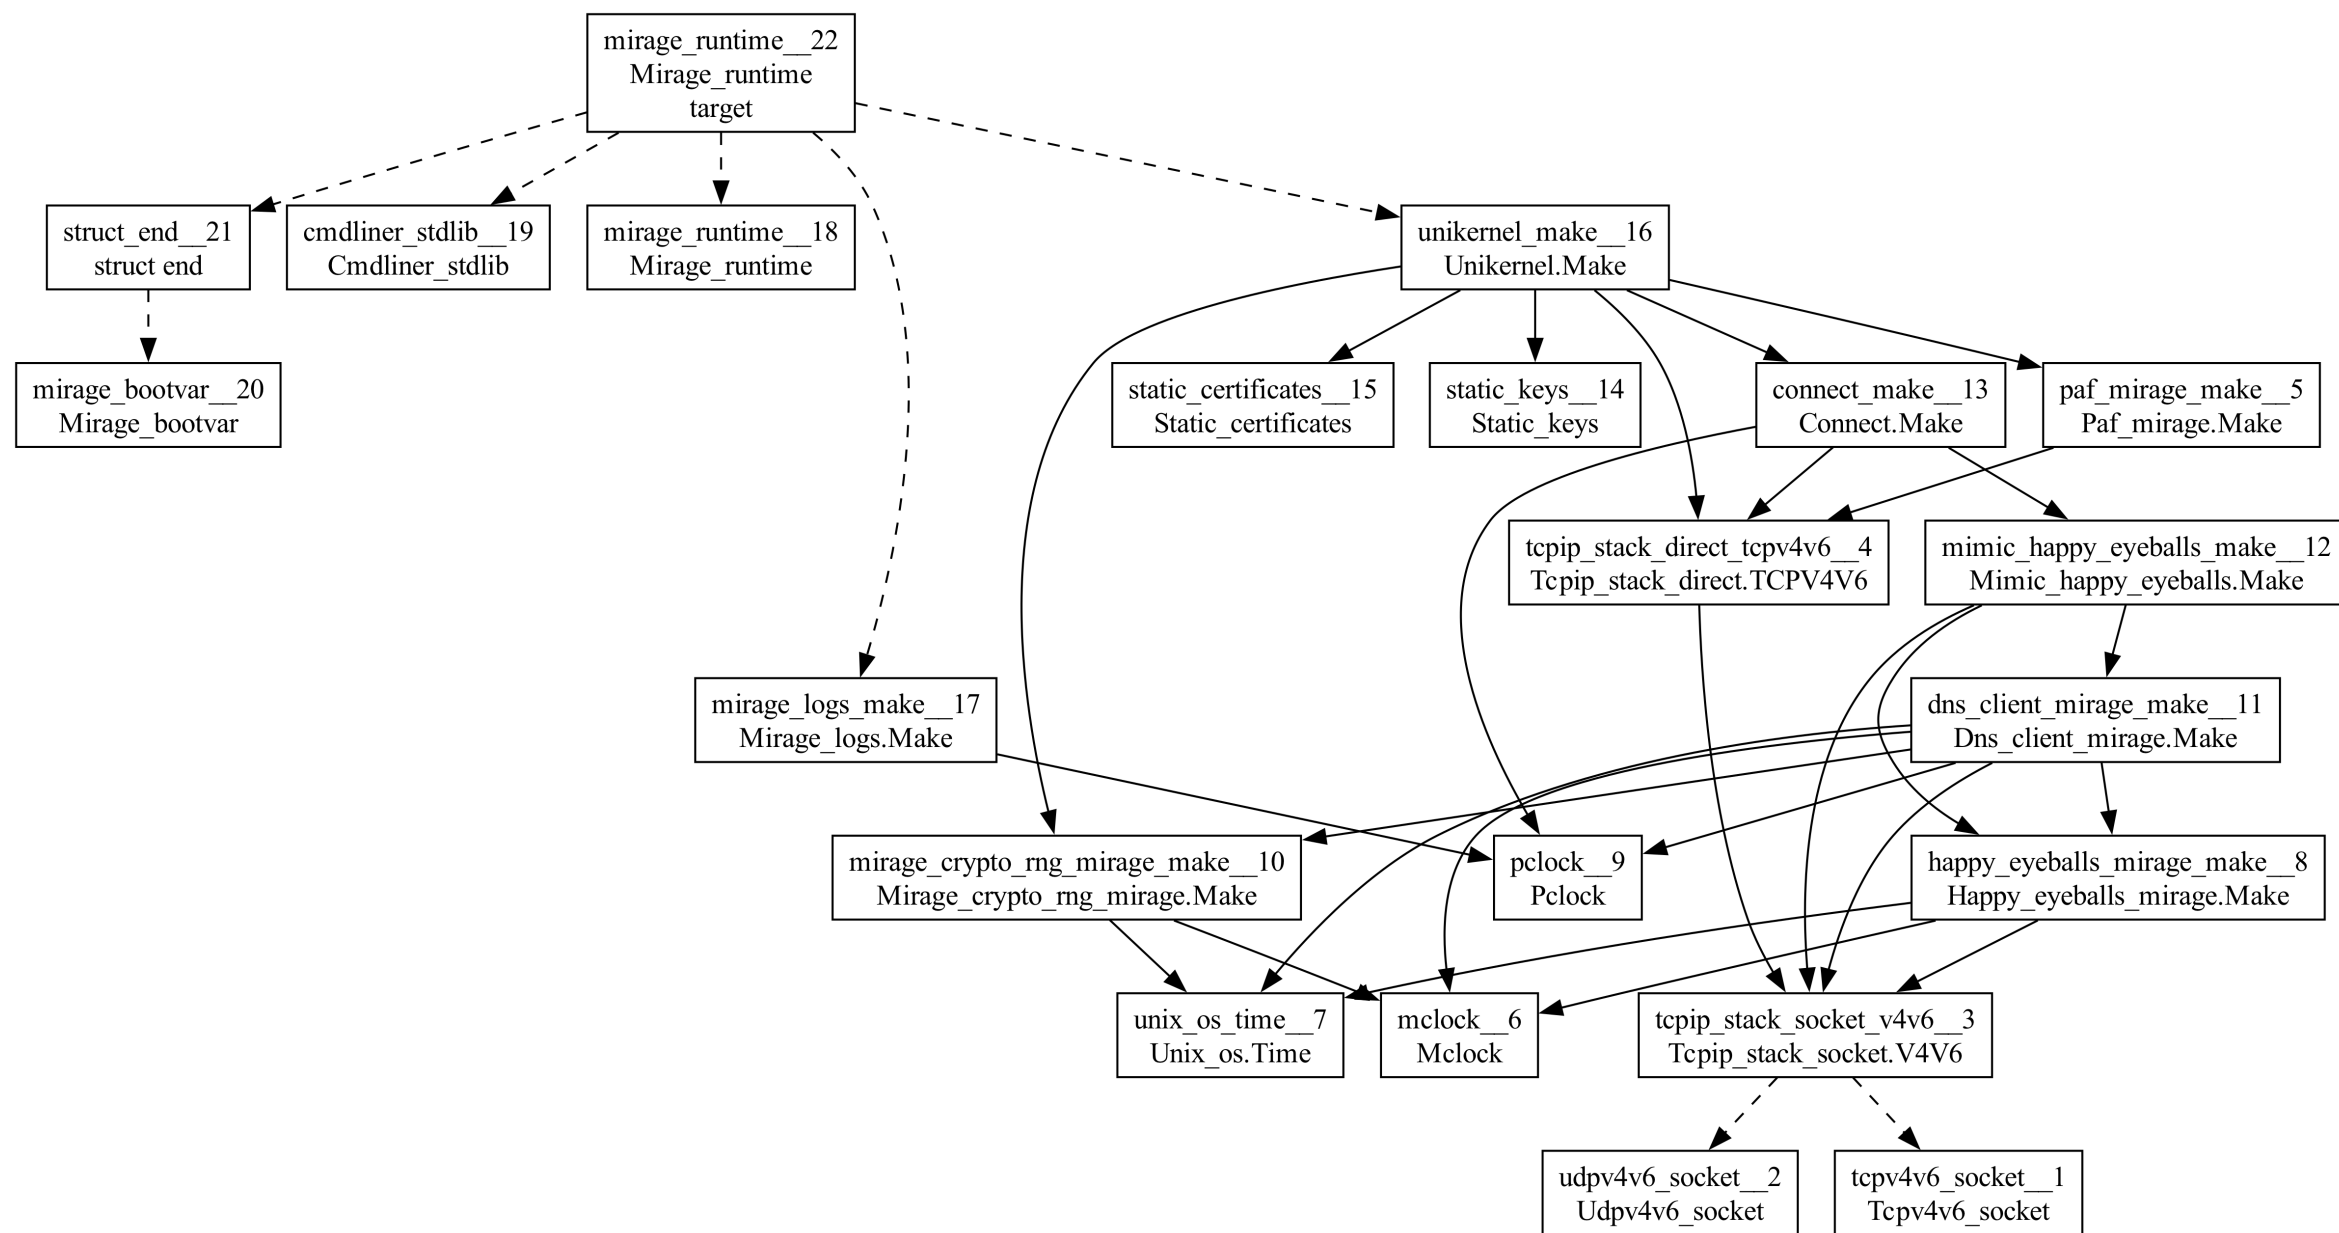 mirage_runtime__22
Mirage_runtime
target
struct_end__21
struct end
cmdliner_stdlib__19
Cmdliner_stdlib
mirage_runtime__18
Mirage_runtime
unikernel_make__16
Unikernel.Make
mirage_bootvar__20
Mirage_bootvar
static_certificates__15
Static_certificates
static_keys__14
Static_keys
connect_make__13
Connect.Make
paf_mirage_make__5
Paf_mirage.Make
tcpip_stack_direct_tcpv4v6__4
Tcpip_stack_direct.TCPV4V6
mimic_happy_eyeballs_make__12
Mimic_happy_eyeballs.Make
mirage_logs_make__17
Mirage_logs.Make
dns_client_mirage_make__11
Dns_client_mirage.Make
mirage_crypto_rng_mirage_make__10
Mirage_crypto_rng_mirage.Make
pclock__9
Pclock
happy_eyeballs_mirage_make__8
Happy_eyeballs_mirage.Make
unix_os_time__7
Unix_os.Time
mclock__6
Mclock
tcpip_stack_socket_v4v6__3
Tcpip_stack_socket.V4V6
udpv4v6_socket__2
Udpv4v6_socket
tcpv4v6_socket__1
Tcpv4v6_socket